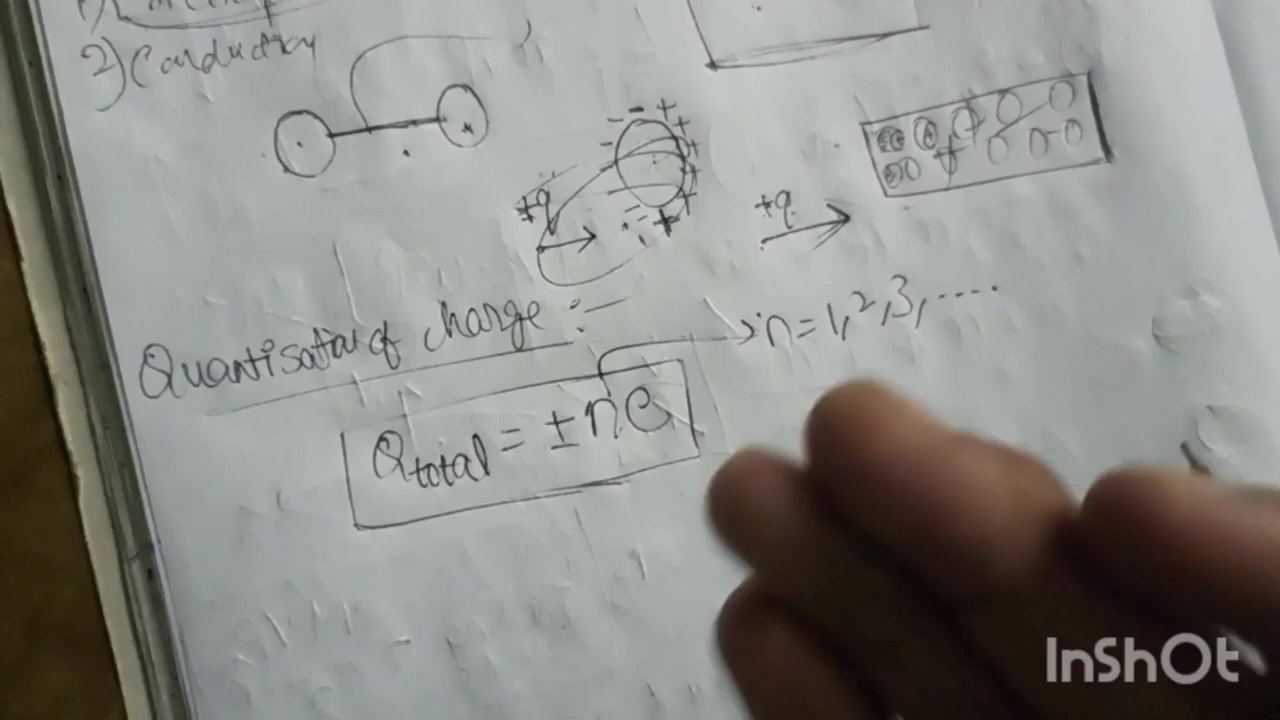 2) Conduction
- - + + + + +
+q
+q
Quantisation of charge :-
n = 1, 2, 3, ....
Qtotal = ± ne
InShOt